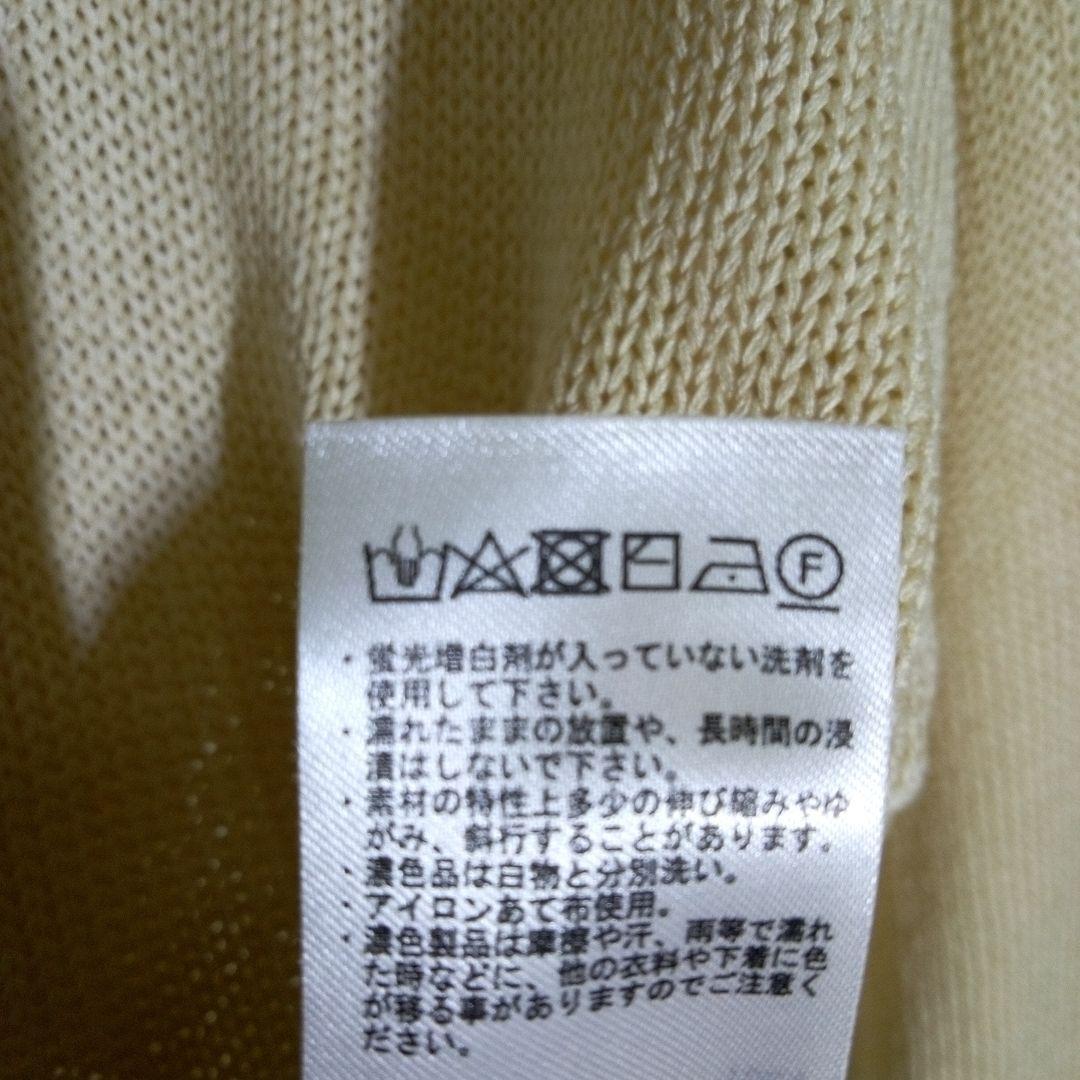 F
・蛍光増白剤が入っていない洗剤を
使用して下さい。
・濡れたままの放置や、長時間の浸
漬はしないで下さい。
・素材の特性上多少の伸び縮みやゆ
がみ、斜行することがあります。
・濃色品は白物と分別洗い。
・アイロンあて布使用。
・濃色製品は摩擦や汗、雨等で濡れ
た時などに、他の衣料や下着に色
が移る事がありますのでご注意く
ださい。